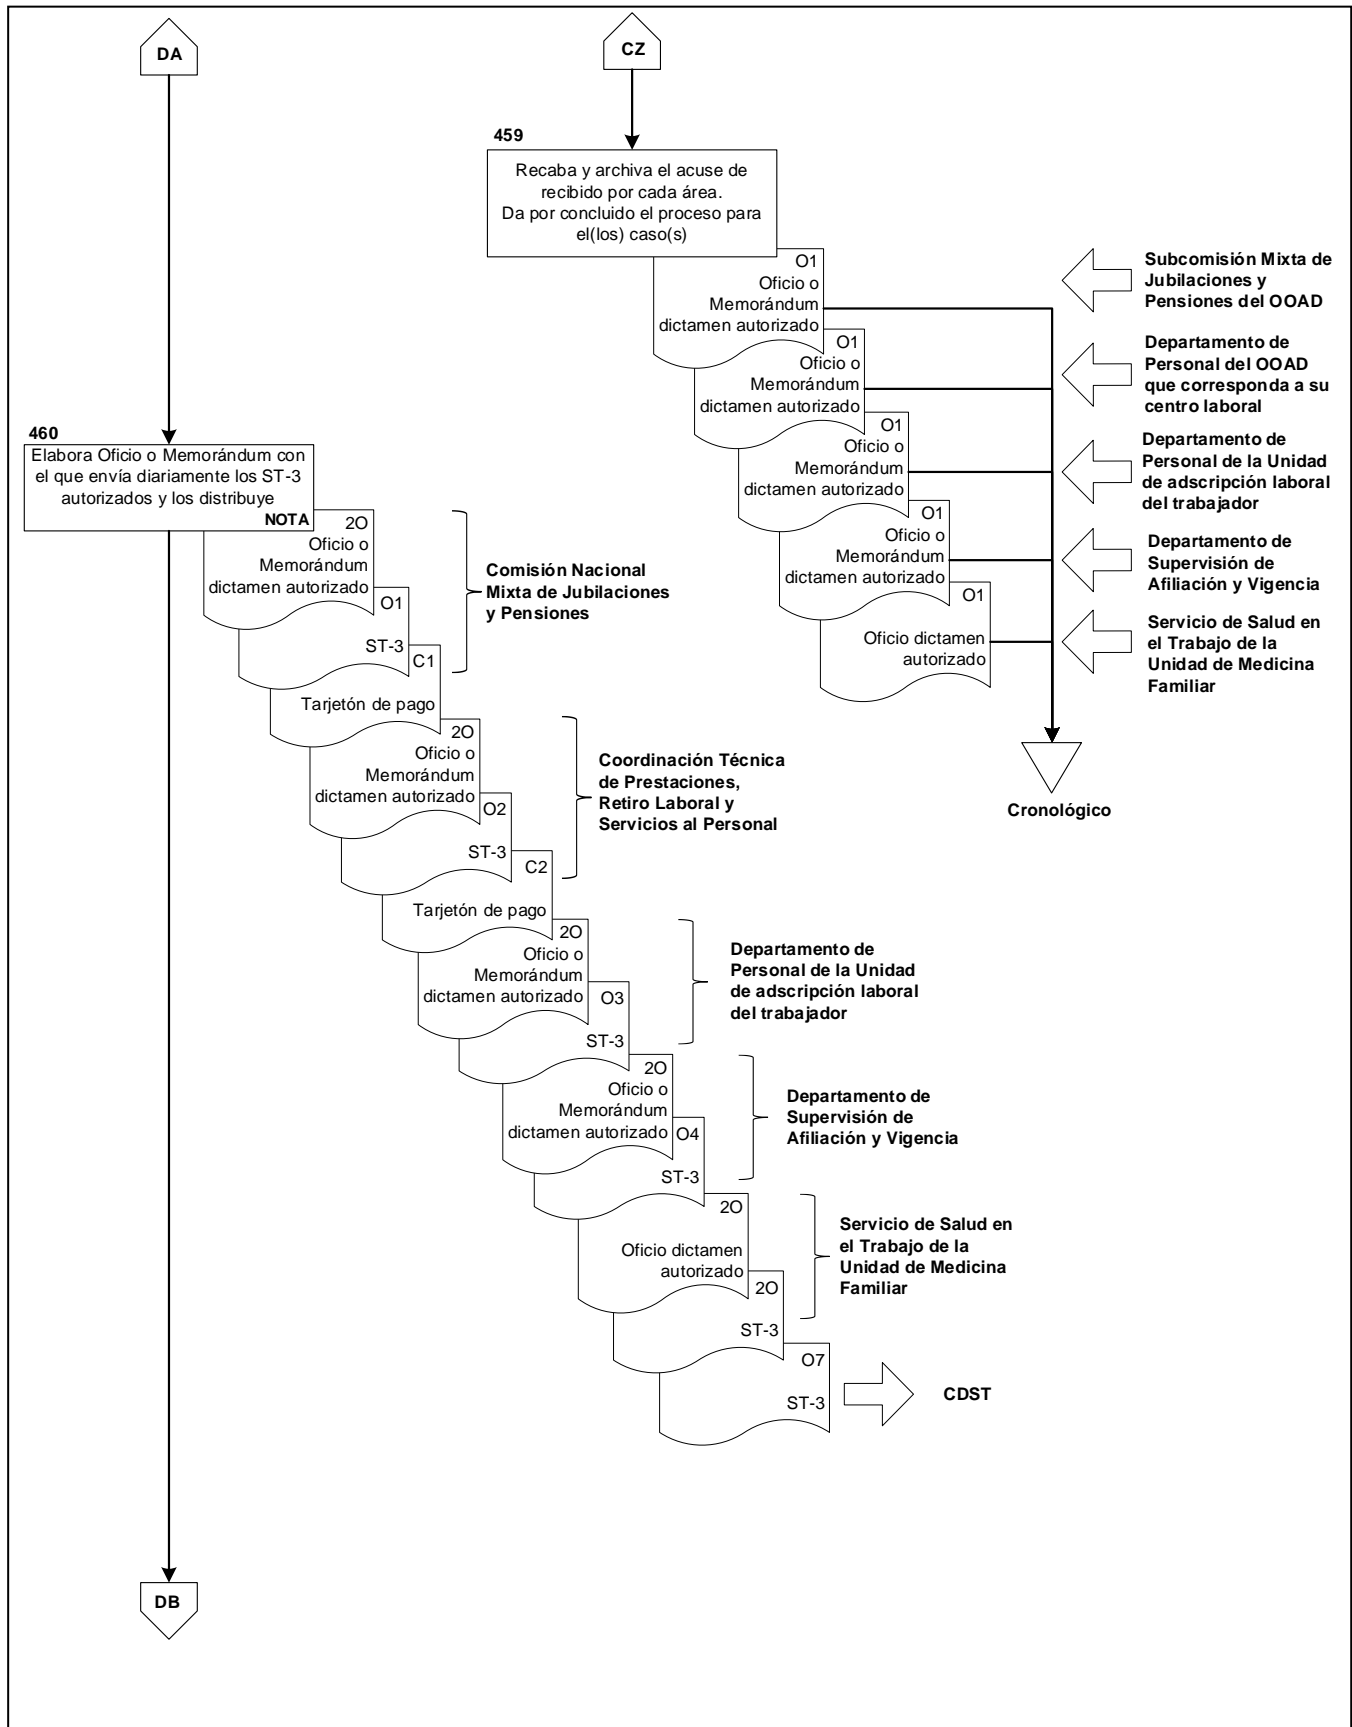 DA
CZ
459
Recaba y archiva el acuse de
recibido por cada área.
Da por concluido el proceso para
el(los) caso(s)
O1
Oficio o
Memorándum
dictamen autorizado
Subcomisión Mixta de
Jubilaciones y
Pensiones del OOAD
O1
Oficio o
Memorándum
dictamen autorizado
Departamento de
Personal del OOAD
que corresponda a su
centro laboral
O1
Oficio o
Memorándum
dictamen autorizado
Departamento de
Personal de la Unidad
de adscripción laboral
del trabajador
O1
Oficio o
Memorándum
dictamen autorizado
Departamento de
Supervisión de
Afiliación y Vigencia
O1
Oficio dictamen
autorizado
Servicio de Salud en
el Trabajo de la
Unidad de Medicina
Familiar
Cronológico
460
Elabora Oficio o Memorándum con
el que envía diariamente los ST-3
autorizados y los distribuye
NOTA
2O
Oficio o
Memorándum
dictamen autorizado
O1
ST-3
Comisión Nacional
Mixta de Jubilaciones
y Pensiones
C1
Tarjetón de pago
2O
Oficio o
Memorándum
dictamen autorizado
O2
ST-3
Coordinación Técnica
de Prestaciones,
Retiro Laboral y
Servicios al Personal
C2
Tarjetón de pago
2O
Oficio o
Memorándum
dictamen autorizado
O3
ST-3
Departamento de
Personal de la Unidad
de adscripción laboral
del trabajador
2O
Oficio o
Memorándum
dictamen autorizado
O4
ST-3
Departamento de
Supervisión de
Afiliación y Vigencia
2O
Oficio dictamen
autorizado
2O
ST-3
Servicio de Salud en
el Trabajo de la
Unidad de Medicina
Familiar
O7
ST-3
CDST
DB